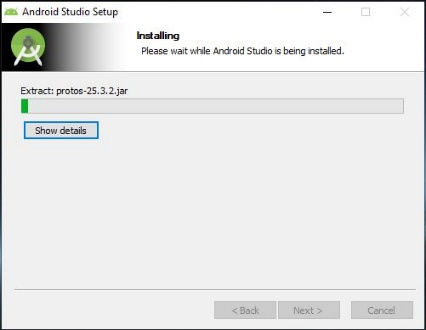 Android Studio Setup
Installing
Please wait while Android Studio is being installed.
Extract: protos-25.3.2.jar
Show details
< Back
Next >
Cancel